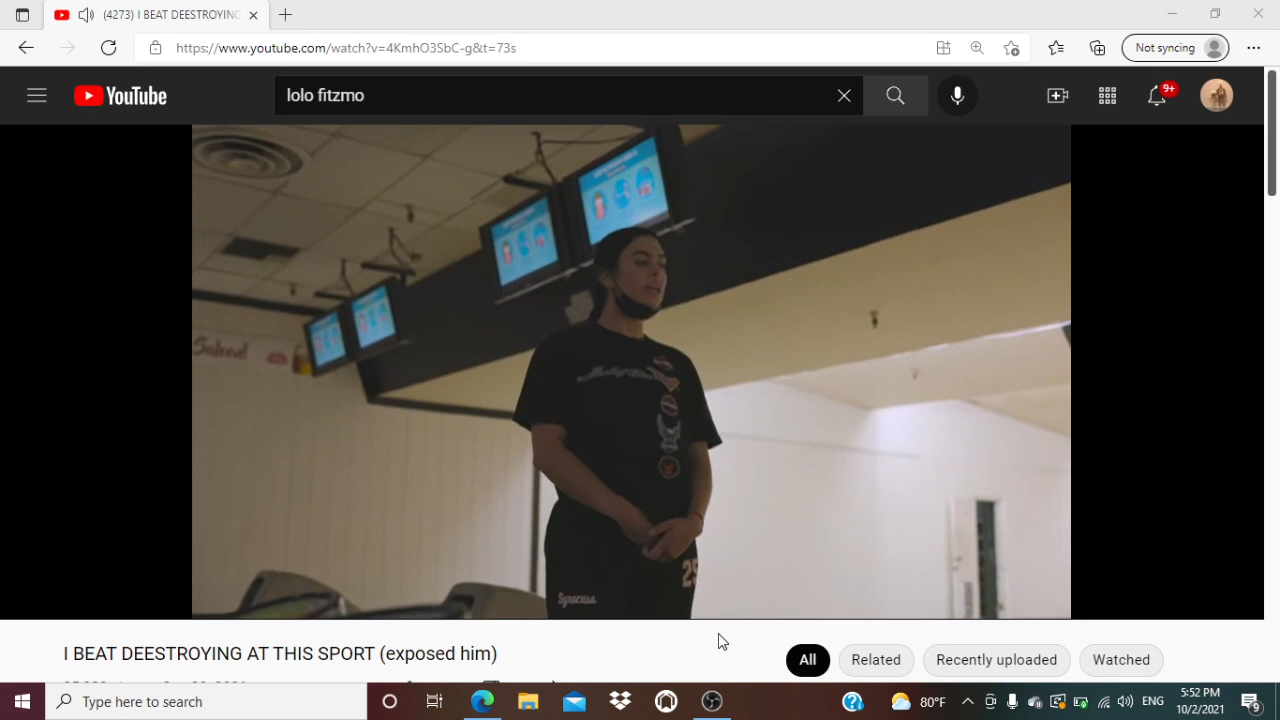 (4273) I BEAT DEESTROYING
https://www.youtube.com/watch?v=4KmhO3SbC-g&t=73s
Not syncing
YouTube
lolo fitzmo
9+
25
Syracuse
I BEAT DEESTROYING AT THIS SPORT (exposed him)
All
Related
Recently uploaded
Watched
Type here to search
80°F
ENG
5:52 PM
10/2/2021
9